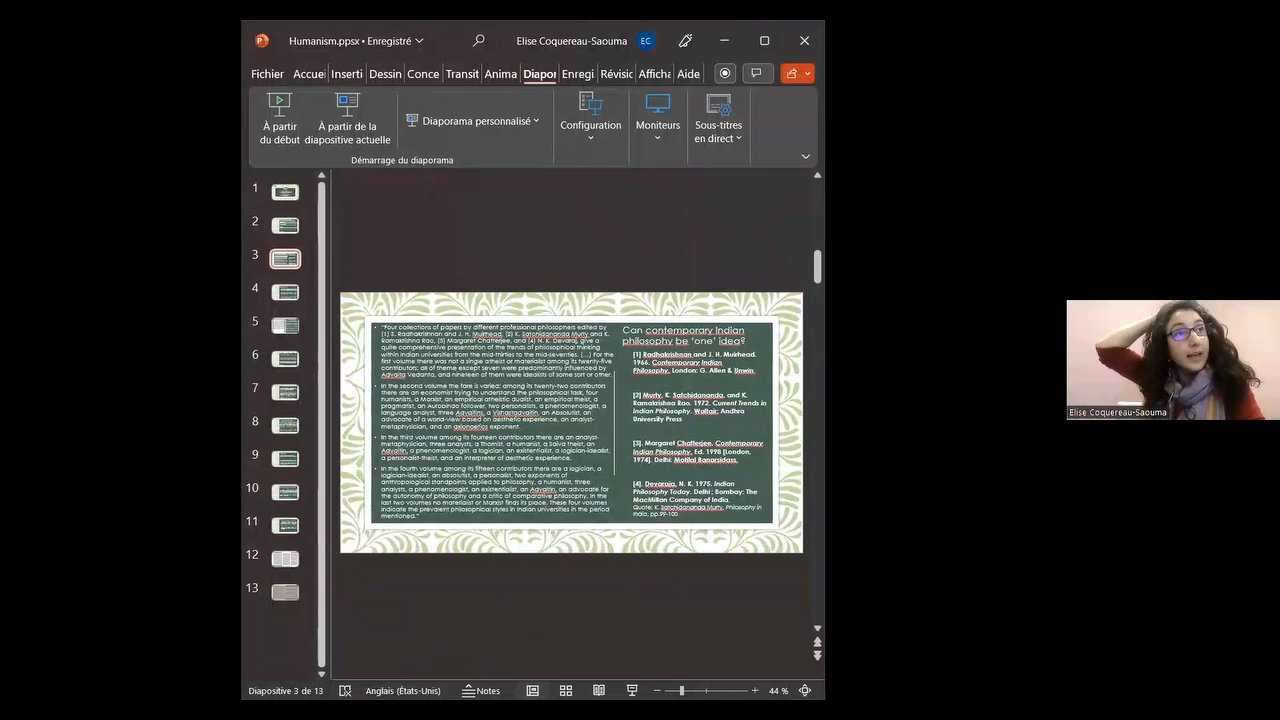 Humanism.ppsx • Enregistré
Elise Coquereau-Saouma
EC
Fichier
Accuei
Inserti
Dessin
Conce
Transit
Anima
Diapor
Enregi
Révisic
Affiche
Aide
À partir
du début
À partir de la
diapositive actuelle
Diaporama personnalisé
Configuration
Moniteurs
Sous-titres
en direct
Démarrage du diaporama
1
2
3
4
5
6
7
8
9
10
11
12
13
"Four collections of papers by different professional philosophers edited by
(1) S. Radhakrishnan and J. H. Muirhead, (2) K. Satchidananda Murty and K.
Ramakrishna Rao, (3) Margaret Chatterjee, and (4) N. K. Devaraj, give a
quite comprehensive presentation of the trends of philosophical thinking
within Indian universities from the mid-thirties to the mid-seventies. (...) For the
first volume there was not a single atheist or materialist among its twenty-five
contributors; all of theme except seven were predominantly influenced by
Advaita Vedanta, and nineteen of them were idealists of some sort or other.
In the second volume the fare is varied: among its twenty-two contributors
there are an economist trying to understand the philosophical task, four
humanists, a Marxist, an empirical atheistic dualist, an empirical theist, a
pragmatist, an Aurobindo follower, two personalists, a phenomenologist, a
language analyst, three Advaitins, a Vishastadvaitin, an Absolutist, an
advocate of a world-view based on aesthetic experience, an analyst-
metaphysician, and an axionoetics exponent.
In the third volume among its fourneen contributors there are an analyst-
metaphysician, three analysts, a Thomist, a humanist, a Saiva theist, an
Advaitin, a phenomenologist, a logician, an existentialist, a logician-idealist,
a personalist-theist, and an interpreter of aesthetic experience.
In the fourth volume among its fifteen contributors there are a logician, a
logician-idealist, an absolutist, a personalist, two exponents of
anthropological standpoints applied to philosophy, a humanist, three
analysts, a phenomenologist, an existentialist, an Advaitin, an advocate for
the autonomy of philosophy and a critic of comparative philosophy. In the
last two volumes no materialist or Marxist finds its place. These four volumes
indicate the prevalent philosophical styles in Indian universities in the period
mentioned."
Can contemporary Indian
philosophy be 'one' idea?
[1] Radhakrishnan and J. H. Muirhead.
1966. Contemporary Indian
Philosophy. London: G. Allen & Unwin.
[2] Murty, K. Satchidananda, and K.
Ramakrishna Rao. 1972. Current Trends in
Indian Philosophy. Waltair: Andhra
University Press
[3]. Margaret Chatterjee, Contemporary
Indian Philosophy. Ed. 1998 [London,
1974]. Delhi: Motilal Banarsidass.
[4]. Devaraja, N. K. 1975. Indian
Philosophy Today. Delhi; Bombay: The
MacMillan Company of India.
Quote: K. Satchidananda Murty, Philosophy in
India, pp.99-100.
Elise Coquereau-Saouma
Diapositive 3 de 13
Anglais (États-Unis)
Notes
44 %